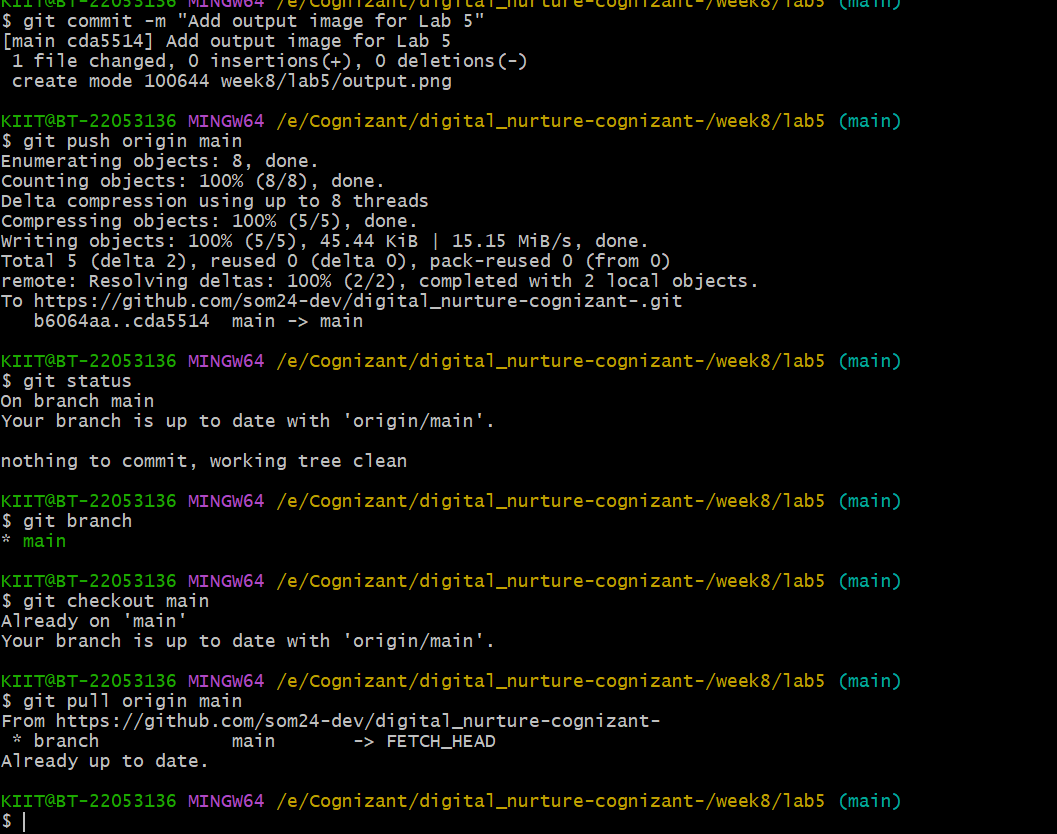 KIIT@BT-22053136 MINGW64 /e/Cognizant/digital_nurture-cognizant-/week8/lab5 (main)
$ git commit -m "Add output image for Lab 5"
[main cda5514] Add output image for Lab 5
 1 file changed, 0 insertions(+), 0 deletions(-)
 create mode 100644 week8/lab5/output.png

KIIT@BT-22053136 MINGW64 /e/Cognizant/digital_nurture-cognizant-/week8/lab5 (main)
$ git push origin main
Enumerating objects: 8, done.
Counting objects: 100% (8/8), done.
Delta compression using up to 8 threads
Compressing objects: 100% (5/5), done.
Writing objects: 100% (5/5), 45.44 KiB | 15.15 MiB/s, done.
Total 5 (delta 2), reused 0 (delta 0), pack-reused 0 (from 0)
remote: Resolving deltas: 100% (2/2), completed with 2 local objects.
To https://github.com/som24-dev/digital_nurture-cognizant-.git
   b6064aa..cda5514  main -> main

KIIT@BT-22053136 MINGW64 /e/Cognizant/digital_nurture-cognizant-/week8/lab5 (main)
$ git status
On branch main
Your branch is up to date with 'origin/main'.

nothing to commit, working tree clean

KIIT@BT-22053136 MINGW64 /e/Cognizant/digital_nurture-cognizant-/week8/lab5 (main)
$ git branch
* main

KIIT@BT-22053136 MINGW64 /e/Cognizant/digital_nurture-cognizant-/week8/lab5 (main)
$ git checkout main
Already on 'main'
Your branch is up to date with 'origin/main'.

KIIT@BT-22053136 MINGW64 /e/Cognizant/digital_nurture-cognizant-/week8/lab5 (main)
$ git pull origin main
From https://github.com/som24-dev/digital_nurture-cognizant-
 * branch            main       -> FETCH_HEAD
Already up to date.

KIIT@BT-22053136 MINGW64 /e/Cognizant/digital_nurture-cognizant-/week8/lab5 (main)
$